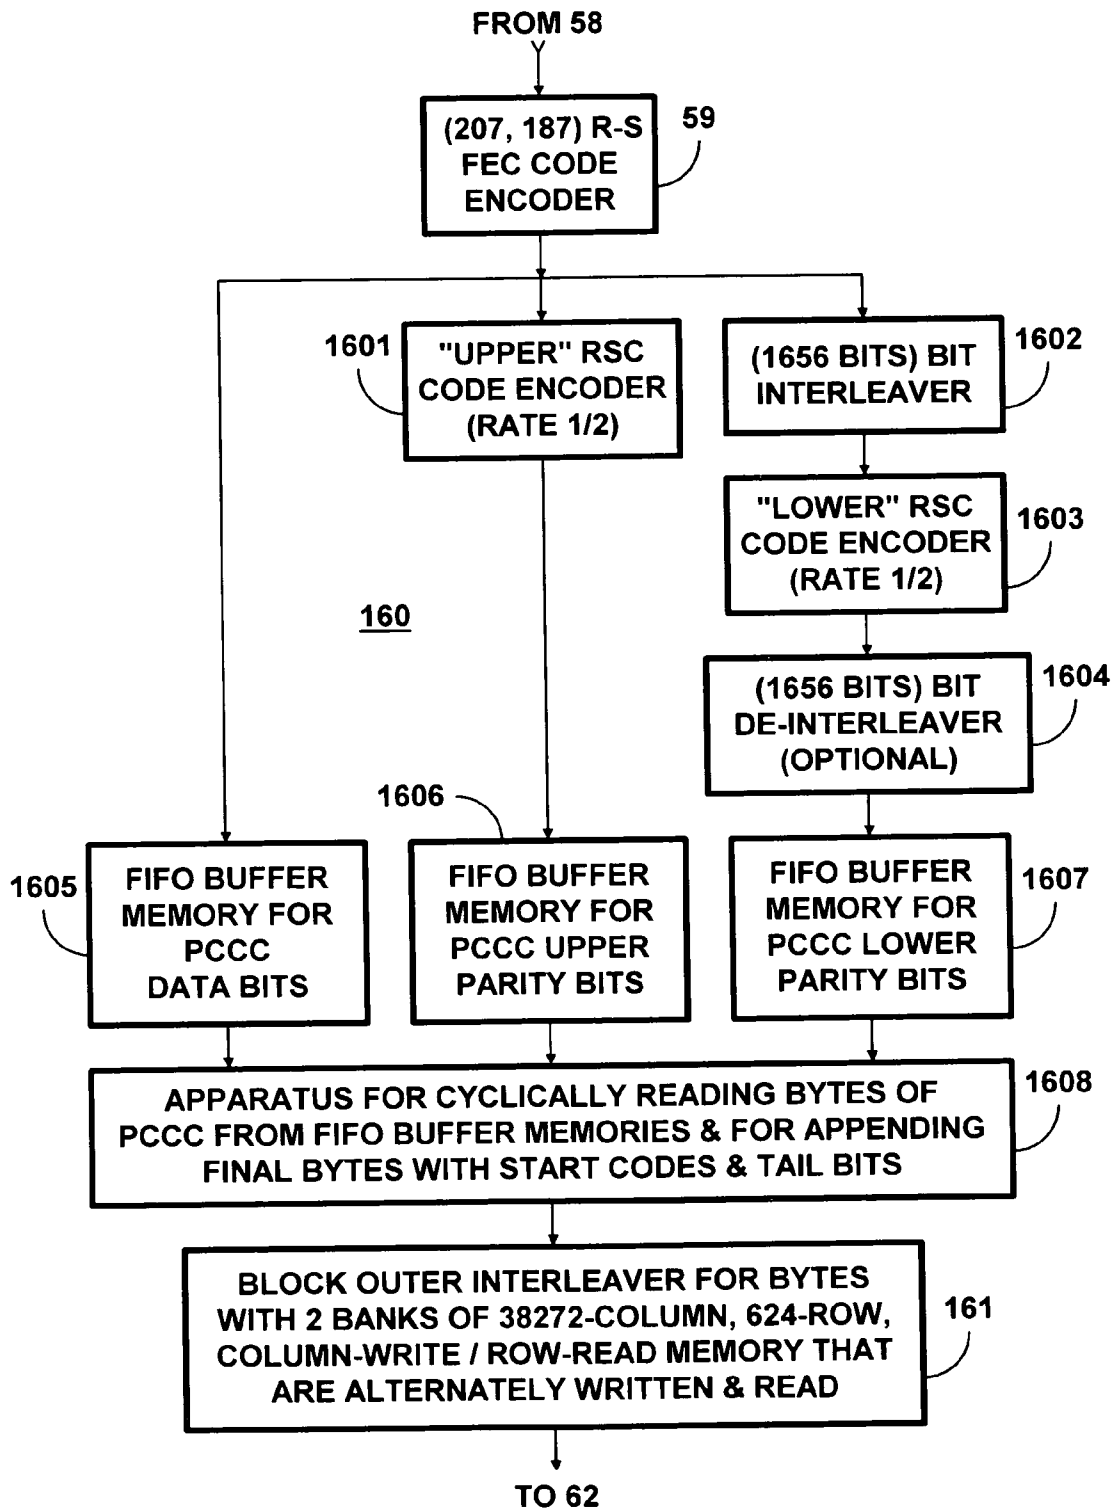 FROM 58
(207, 187) R-S
FEC CODE
ENCODER
59
1601
"UPPER" RSC
CODE ENCODER
(RATE 1/2)
(1656 BITS) BIT
INTERLEAVER
1602
"LOWER" RSC
CODE ENCODER
(RATE 1/2)
1603
160
(1656 BITS) BIT
DE-INTERLEAVER
(OPTIONAL)
1604
1605
FIFO BUFFER
MEMORY FOR
PCCC
DATA BITS
1606
FIFO BUFFER
MEMORY FOR
PCCC UPPER
PARITY BITS
FIFO BUFFER
MEMORY FOR
PCCC LOWER
PARITY BITS
1607
APPARATUS FOR CYCLICALLY READING BYTES OF
PCCC FROM FIFO BUFFER MEMORIES & FOR APPENDING
FINAL BYTES WITH START CODES & TAIL BITS
1608
BLOCK OUTER INTERLEAVER FOR BYTES
WITH 2 BANKS OF 38272-COLUMN, 624-ROW,
COLUMN-WRITE / ROW-READ MEMORY THAT
ARE ALTERNATELY WRITTEN & READ
161
TO 62